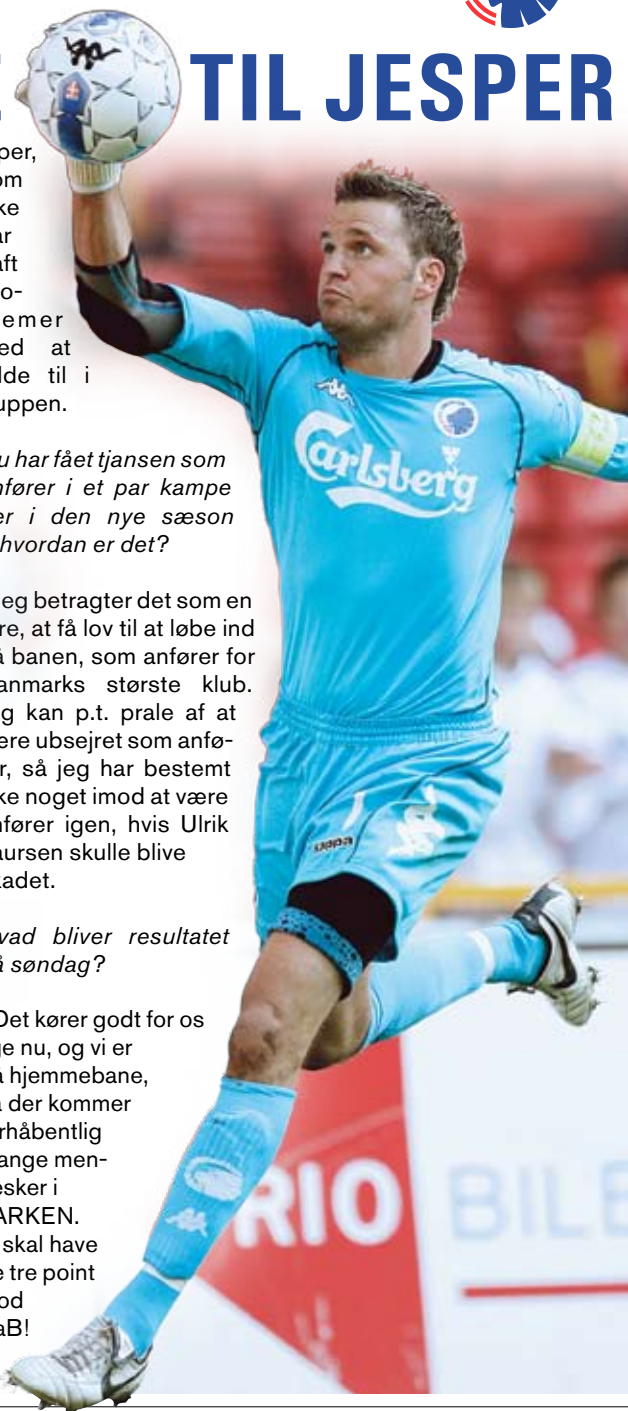 TIL JESPER
per,
om
ke
ar
aft
o-
emer
ed at
lde til i
uppen.
u har fået tjansen som
nfører i et par kampe
er i den nye sæson
hvordan er det?
eg betragter det som en
re, at få lov til at løbe ind
å banen, som anfører for
anmarks største klub.
g kan p.t. prale af at
ere ubsejret som anfø-
r, så jeg har bestemt
ke noget imod at være
nfører igen, hvis Ulrik
aursen skulle blive
kadet.
vad bliver resultatet
å søndag?
Det kører godt for os
ge nu, og vi er
å hjemmebane,
å der kommer
rhåbentlig
ange men-
esker i
ARKEN.
skal have
e tre point
od
aB!
Carlsberg
1
Kappa
RIO
BILE